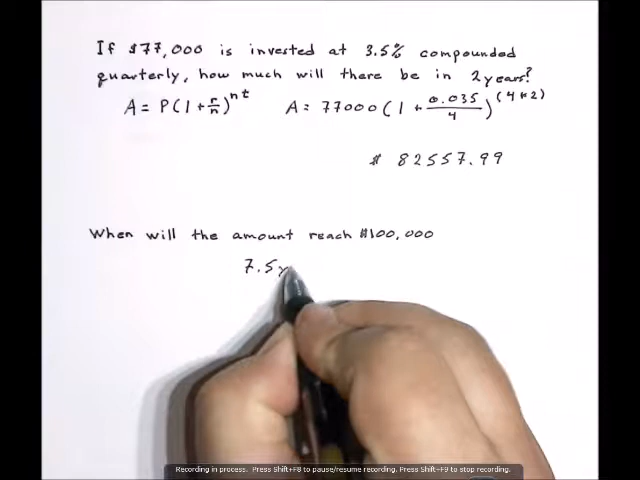 If $77,000 is invested at 3.5% compounded
quarterly, how much will there be in 2 years?
A = P(1 + r/n)^nt A = 77000(1 + 0.035/4)^(4*2)
$ 82557.99
When will the amount reach $100,000
7.5y
Recording in process. Press Shift+F8 to pause/resume recording, Press Shift+F9 to stop recording.